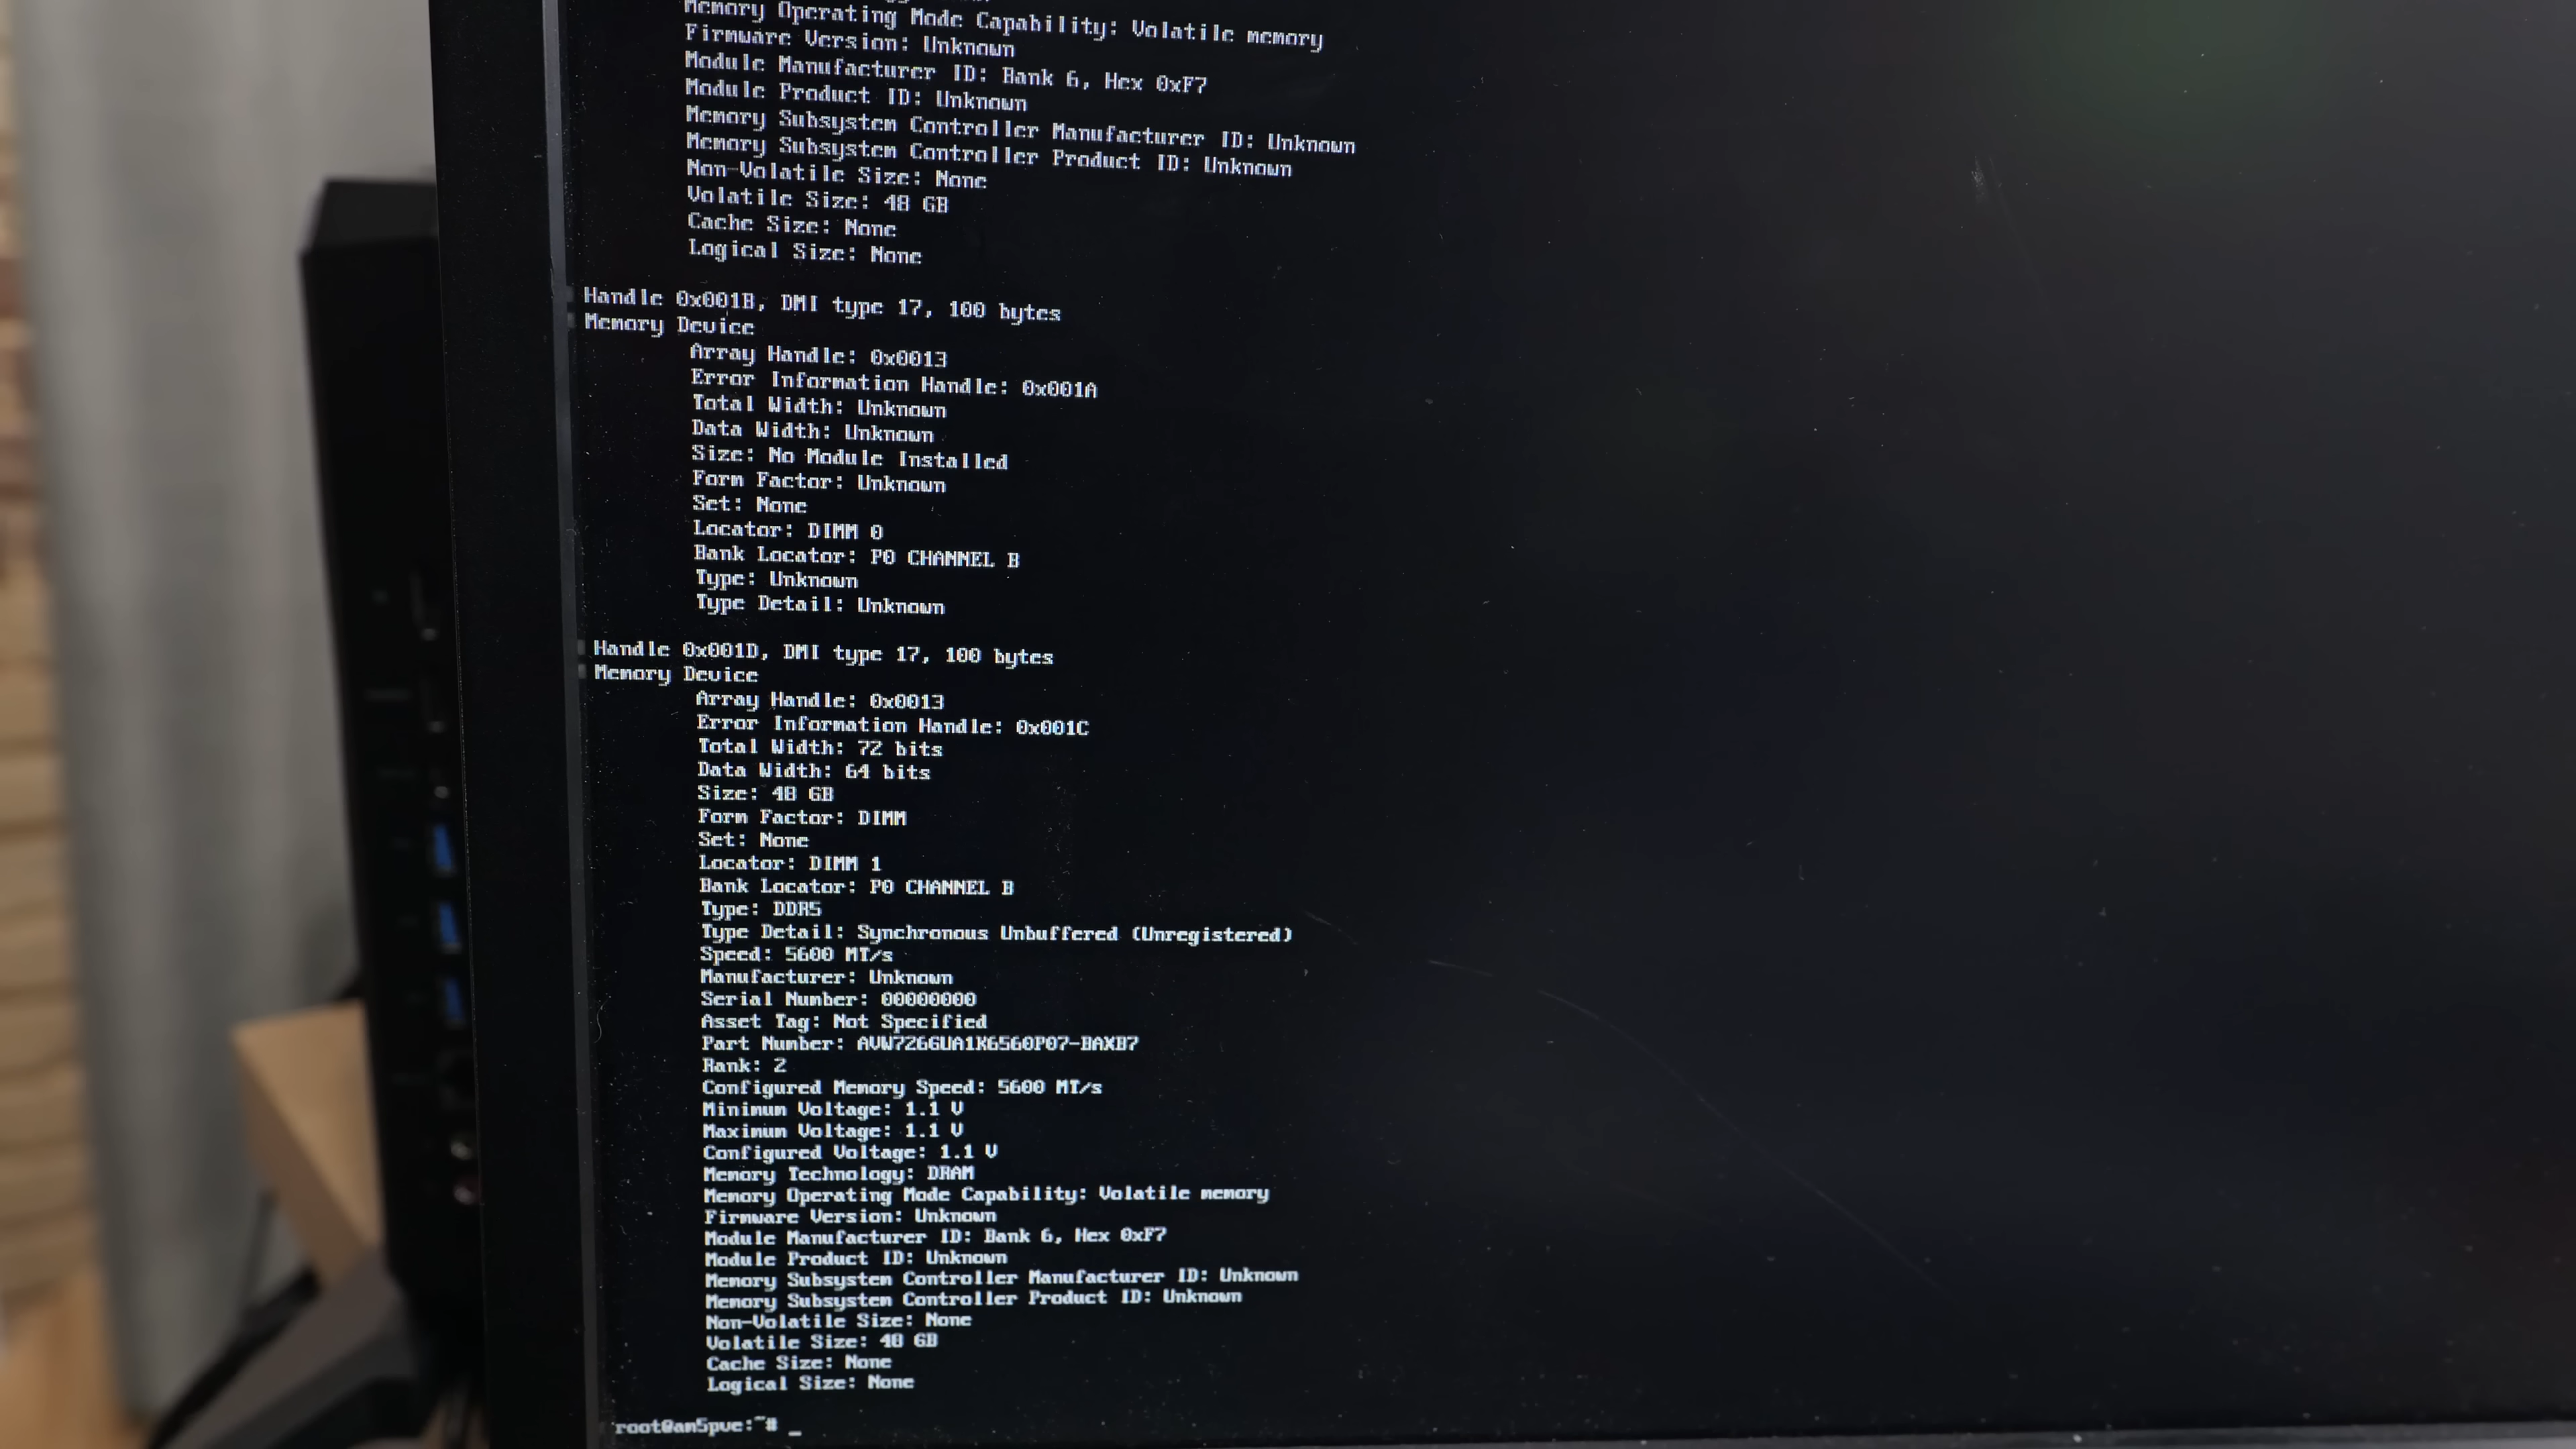 Memory Operating Mode Capability: Volatile memory
Firmware Version: Unknown
Module Manufacturer ID: Bank 6, Hex 0xF7
Module Product ID: Unknown
Memory Subsystem Controller Manufacturer ID: Unknown
Memory Subsystem Controller Product ID: Unknown
Non-Volatile Size: None
Volatile Size: 48 GB
Cache Size: None
Logical Size: None
Handle 0x001B, DMI type 17, 100 bytes
Memory Device
Array Handle: 0x0013
Error Information Handle: 0x001A
Total Width: Unknown
Data Width: Unknown
Size: No Module Installed
Form Factor: Unknown
Set: None
Locator: DIMM 0
Bank Locator: P0 CHANNEL B
Type: Unknown
Type Detail: Unknown
Handle 0x001D, DMI type 17, 100 bytes
Memory Device
Array Handle: 0x0013
Error Information Handle: 0x001C
Total Width: 72 bits
Data Width: 64 bits
Size: 48 GB
Form Factor: DIMM
Set: None
Locator: DIMM 1
Bank Locator: P0 CHANNEL B
Type: DDR5
Type Detail: Synchronous Unbuffered (Unregistered)
Speed: 5600 MT/s
Manufacturer: Unknown
Serial Number: 00000000
Asset Tag: Not Specified
Part Number: AVW726GUA1K6560P07-BAXB7
Rank: 2
Configured Memory Speed: 5600 MT/s
Minimum Voltage: 1.1 V
Maximum Voltage: 1.1 V
Configured Voltage: 1.1 V
Memory Technology: DRAM
Memory Operating Mode Capability: Volatile memory
Firmware Version: Unknown
Module Manufacturer ID: Bank 6, Hex 0xF7
Module Product ID: Unknown
Memory Subsystem Controller Manufacturer ID: Unknown
Memory Subsystem Controller Product ID: Unknown
Non-Volatile Size: None
Volatile Size: 48 GB
Cache Size: None
Logical Size: None
root@am5pve:~# _